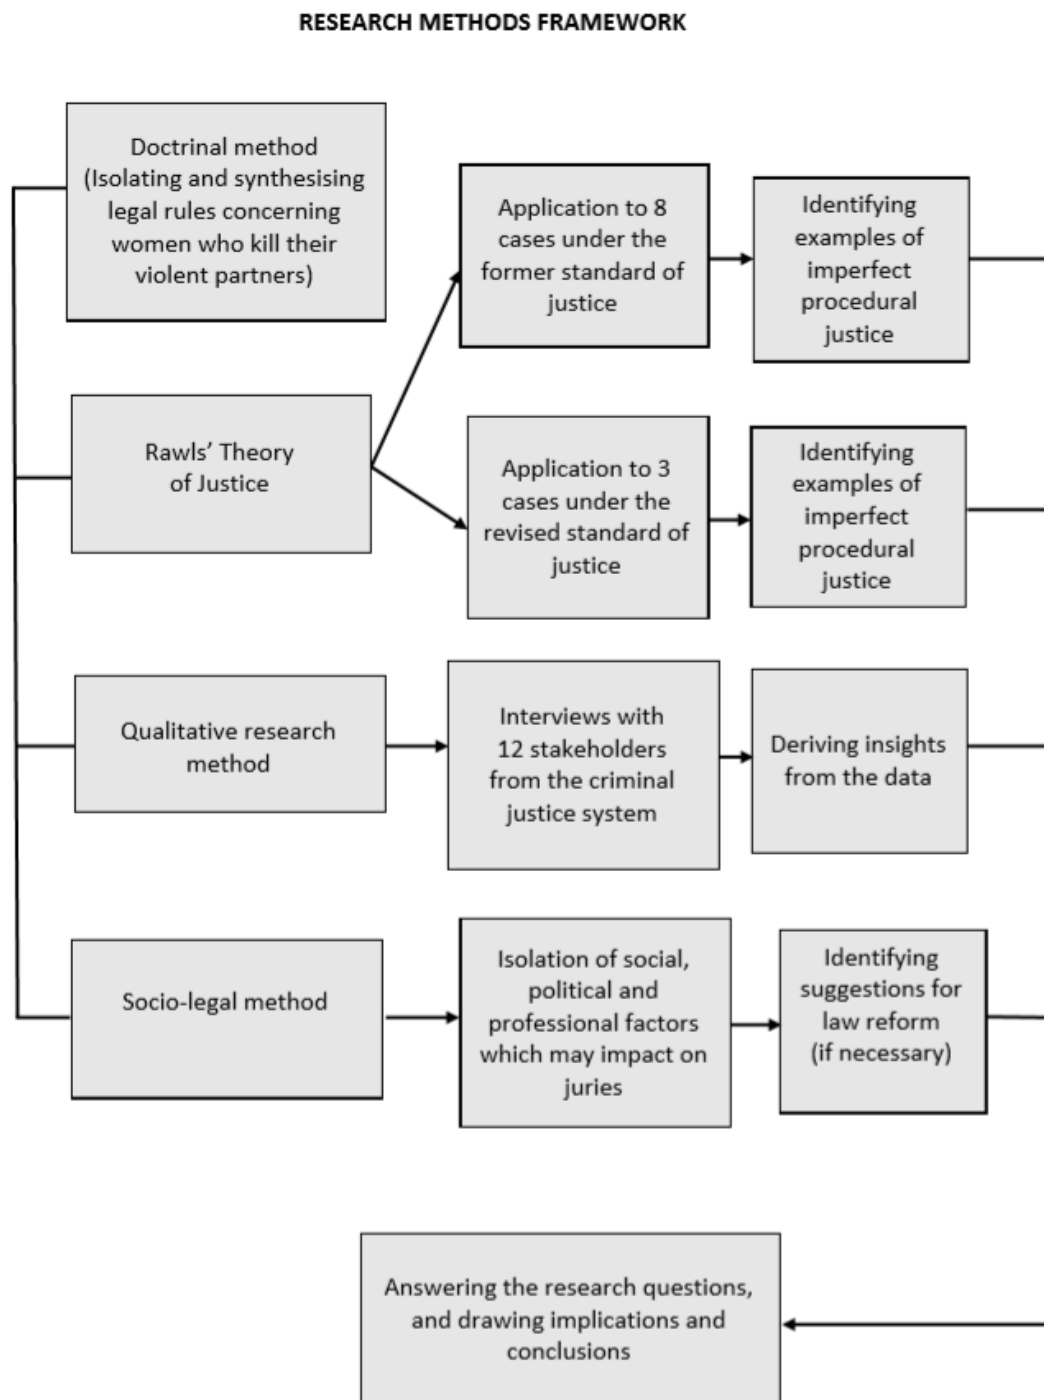 RESEARCH METHODS FRAMEWORK
Doctrinal method
(Isolating and synthesising
legal rules concerning
women who kill their
violent partners)
Application to 8
cases under the
former standard of
justice
Identifying
examples of
imperfect
procedural
justice
Rawls’ Theory
of Justice
Application to 3
cases under the
revised standard of
justice
Identifying
examples of
imperfect
procedural
justice
Qualitative research
method
Interviews with
12 stakeholders
from the criminal
justice system
Deriving insights
from the data
Socio-legal method
Isolation of social,
political and
professional factors
which may impact on
juries
Identifying
suggestions for
law reform
(if necessary)
Answering the research questions,
and drawing implications and
conclusions